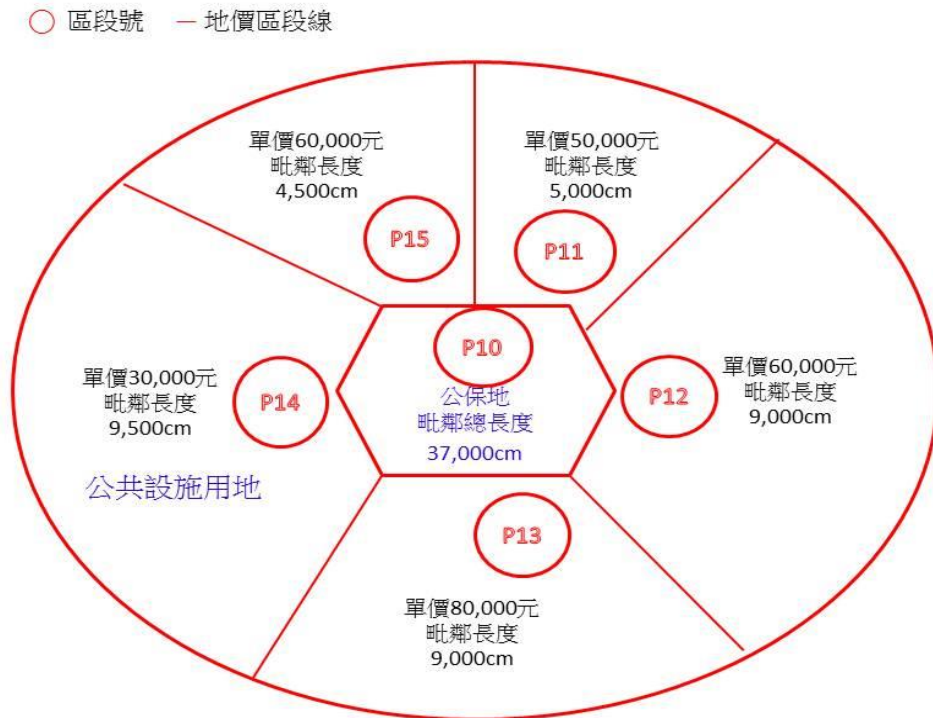 區段號 地價區段線
單價60,000元
毗鄰長度
4,500cm
單價50,000元
毗鄰長度
5,000cm
P15
P11
P10
公保地
毗鄰總長度
37,000cm
單價30,000元
毗鄰長度
9,500cm
P14
公共設施用地
P12
單價60,000元
毗鄰長度
9,000cm
P13
單價80,000元
毗鄰長度
9,000cm